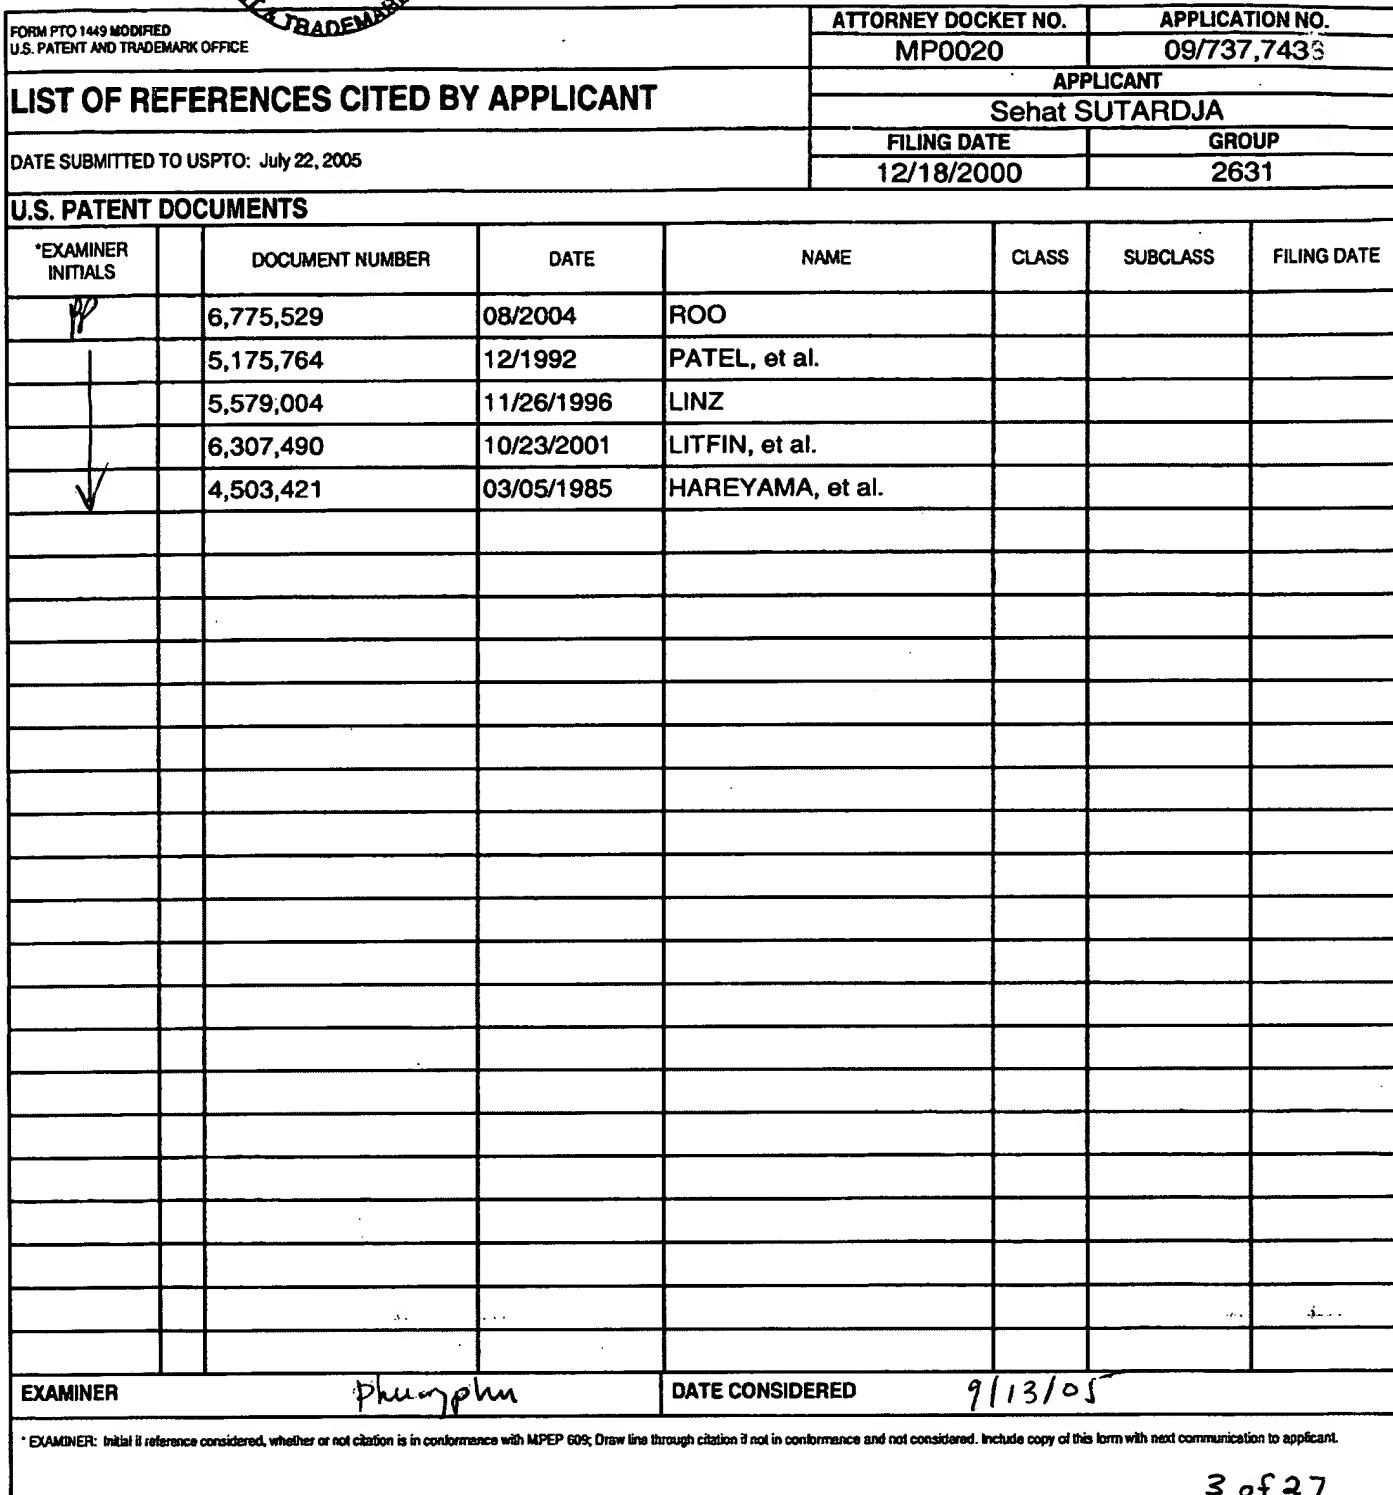 & TRADEMARK
FORM PTO 1449 MODIFIED
U.S. PATENT AND TRADEMARK OFFICE
ATTORNEY DOCKET NO.
APPLICATION NO.
MP0020
09/737,743
LIST OF REFERENCES CITED BY APPLICANT
APPLICANT
Sehat SUTARDJA
DATE SUBMITTED TO USPTO: July 22, 2005
FILING DATE
GROUP
12/18/2000
2631
U.S. PATENT DOCUMENTS
*EXAMINER INITIALS
DOCUMENT NUMBER
DATE
NAME
CLASS
SUBCLASS
FILING DATE
PP
6,775,529 08/2004 ROO
5,175,764 12/1992 PATEL, et al.
5,579,004 11/26/1996 LINZ
6,307,490 10/23/2001 LITFIN, et al.
4,503,421 03/05/1985 HAREYAMA, et al.
EXAMINER Phuongphu DATE CONSIDERED 9/13/05
* EXAMINER: Initial if reference considered, whether or not citation is in conformance with MPEP 609; Draw line through citation if not in conformance and not considered. Include copy of this form with next communication to applicant.
3 of 27